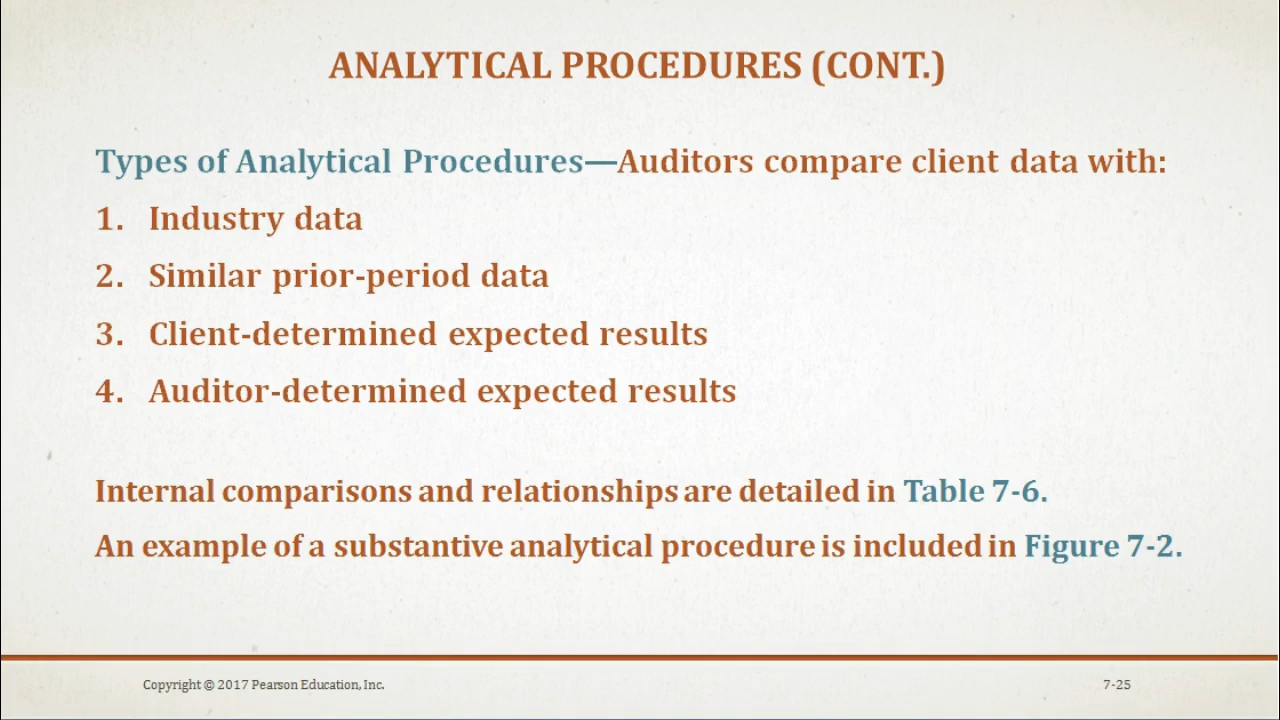 ANALYTICAL PROCEDURES (CONT.)
Types of Analytical Procedures—Auditors compare client data with:
1. Industry data
2. Similar prior-period data
3. Client-determined expected results
4. Auditor-determined expected results
Internal comparisons and relationships are detailed in Table 7-6.
An example of a substantive analytical procedure is included in Figure 7-2.
Copyright © 2017 Pearson Education, Inc.
7-25